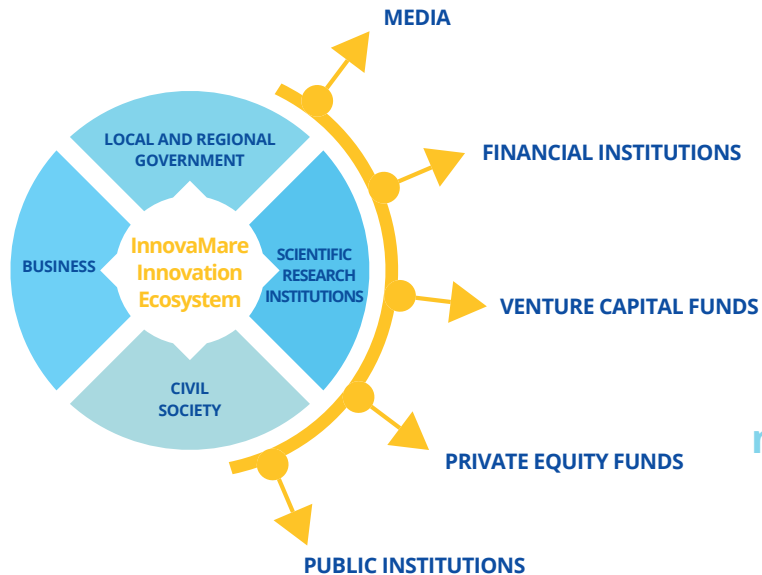 MEDIA
LOCAL AND REGIONAL
GOVERNMENT
FINANCIAL INSTITUTIONS
BUSINESS
InnovaMare
Innovation
Ecosystem
SCIENTIFIC
RESEARCH
INSTITUTIONS
VENTURE CAPITAL FUNDS
CIVIL
SOCIETY
PRIVATE EQUITY FUNDS
PUBLIC INSTITUTIONS